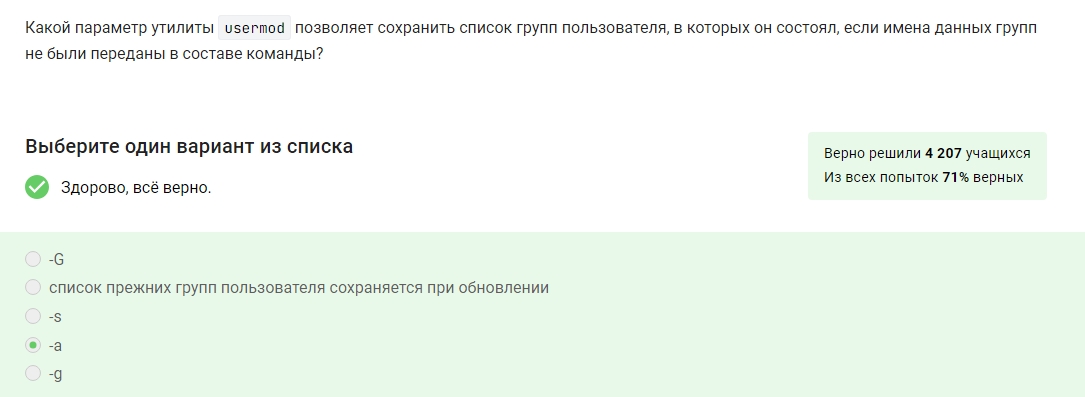 Какой параметр утилиты usermod позволяет сохранить список групп пользователя, в которых он состоял, если имена данных групп
не были переданы в составе команды?
Выберите один вариант из списка
Здорово, всё верно.
Верно решили 4 207 учащихся
Из всех попыток 71% верных
-G
список прежних групп пользователя сохраняется при обновлении
-s
-a
-g